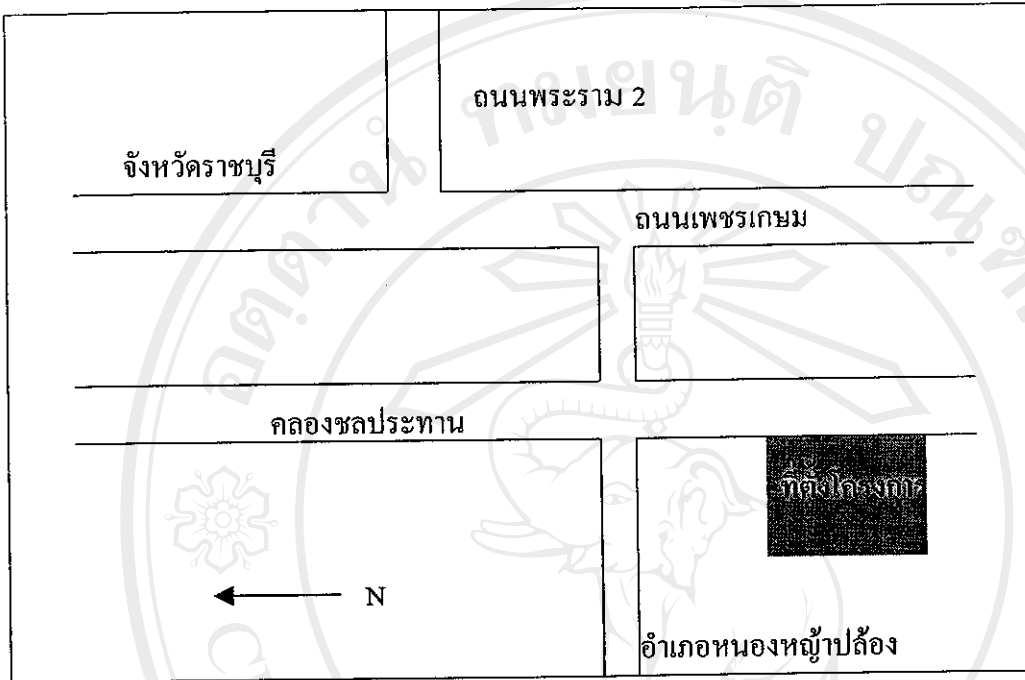 ถนนพระราม 2
จังหวัดราชบุรี
ถนนเพชรเกษม
คลองชลประทาน
ที่ตั้งโครงการ
N
อำเภอหนองหญ้าปล้อง